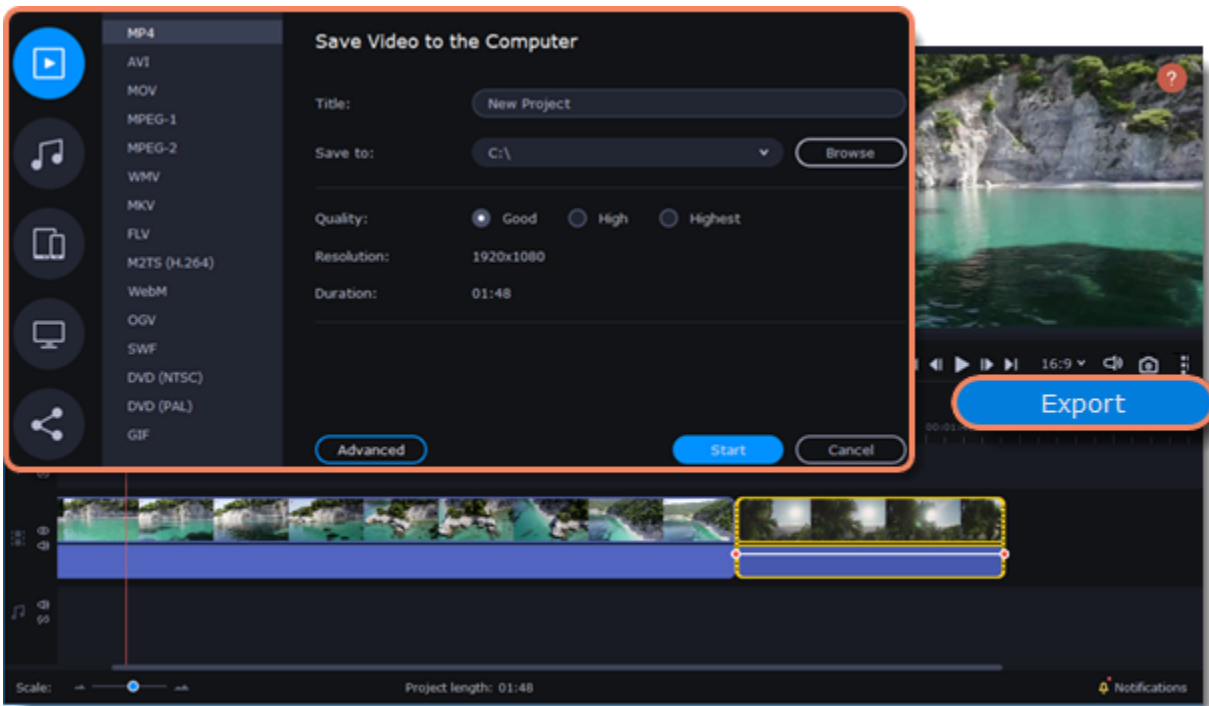 MP4
AVI
MOV
MPEG-1
MPEG-2
WMV
MKV
FLV
M2TS (H.264)
WebM
OGV
SWF
DVD (NTSC)
DVD (PAL)
GIF
Save Video to the Computer
Title: New Project
Save to: C:\ Browse
Quality: Good High Highest
Resolution: 1920x1080
Duration: 01:48
Advanced Start Cancel
?
16:9
Export
Scale: Project length: 01:48 Notifications